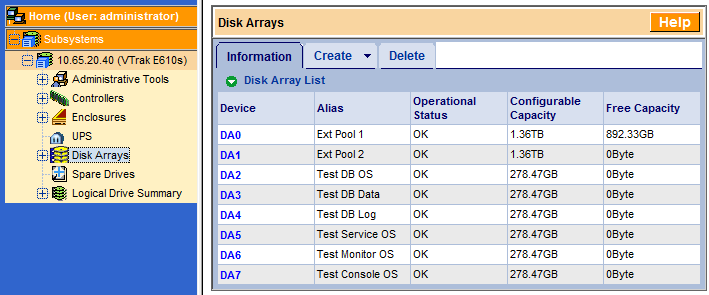 Home (User: administrator)
Subsystems
10.65.20.40 (VTrak E610s)
Administrative Tools
Controllers
Enclosures
UPS
Disk Arrays
Spare Drives
Logical Drive Summary
Disk Arrays Help
Information Create Delete
Disk Array List
Device Alias Operational Status Configurable Capacity Free Capacity
DA0 Ext Pool 1 OK 1.36TB 892.33GB
DA1 Ext Pool 2 OK 1.36TB 0Byte
DA2 Test DB OS OK 278.47GB 0Byte
DA3 Test DB Data OK 278.47GB 0Byte
DA4 Test DB Log OK 278.47GB 0Byte
DA5 Test Service OS OK 278.47GB 0Byte
DA6 Test Monitor OS OK 278.47GB 0Byte
DA7 Test Console OS OK 278.47GB 0Byte